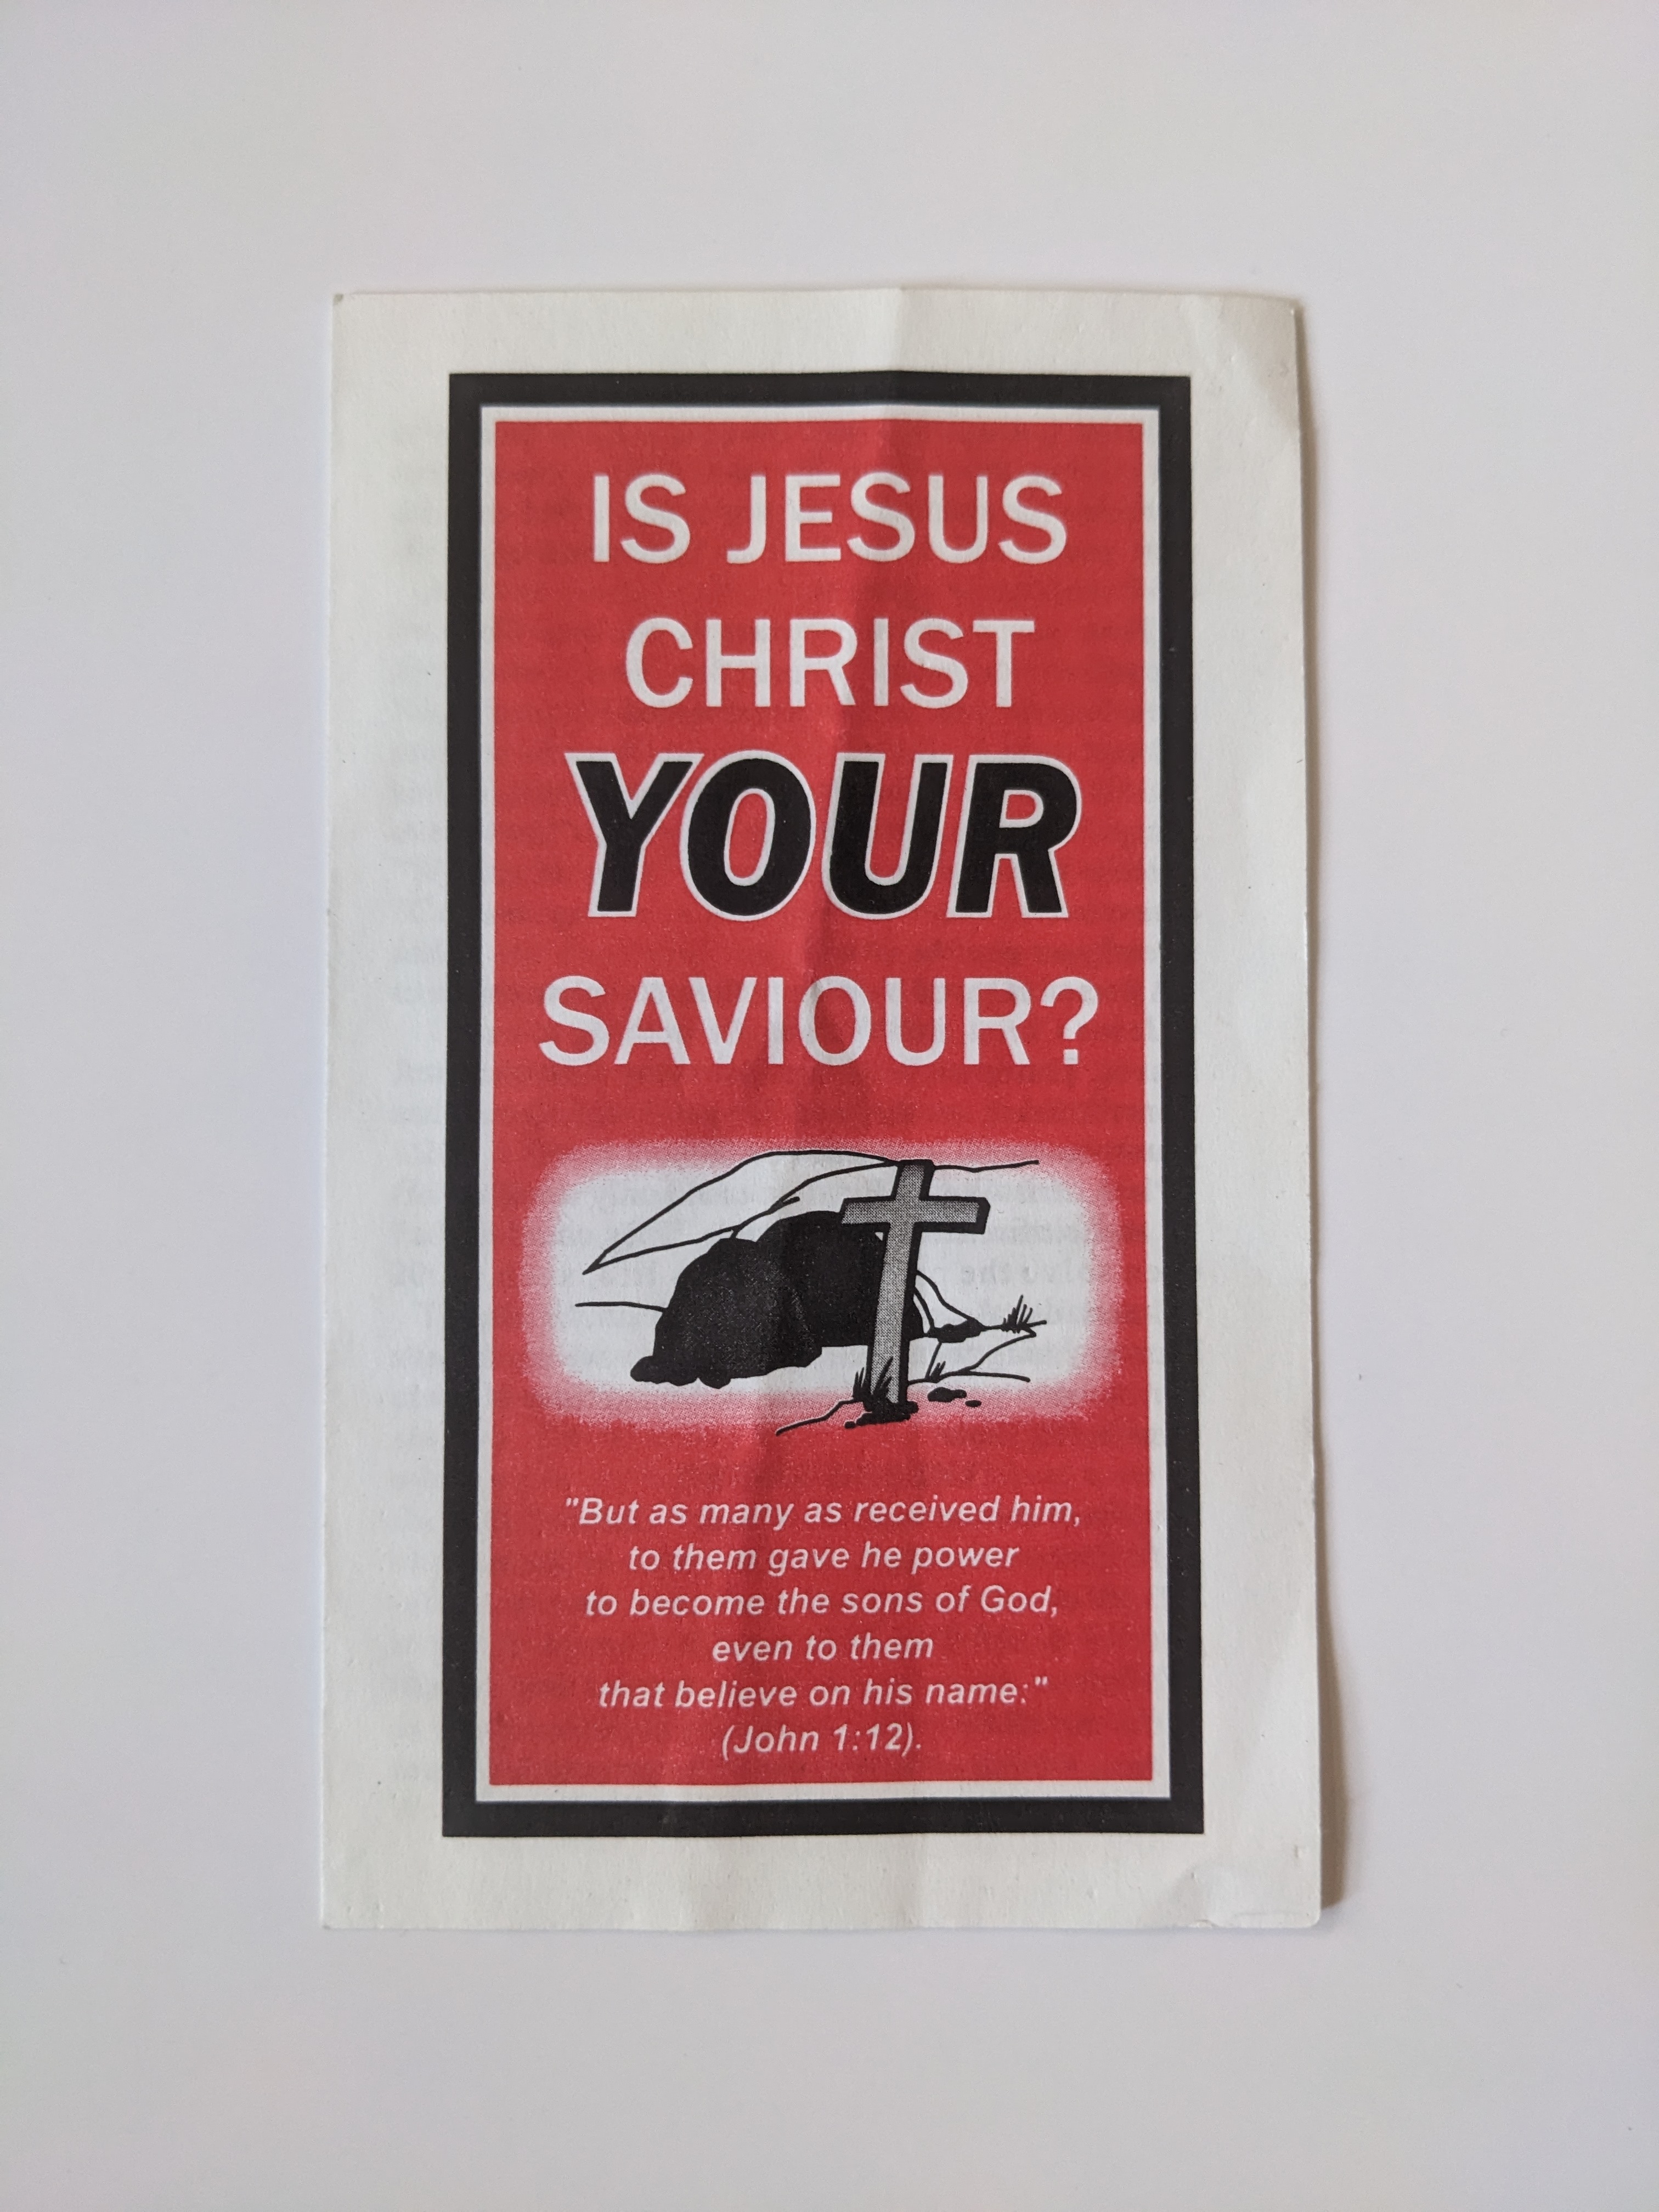 IS JESUS
CHRIST
YOUR
SAVIOUR?
"But as many as received him,
to them gave he power
to become the sons of God,
even to them
that believe on his name:"
(John 1:12).